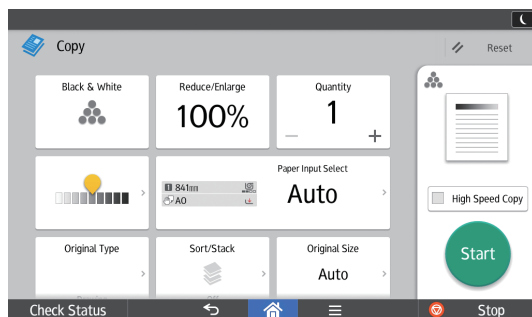 Copy
Reset
Black & White
Reduce/Enlarge
100%
Quantity
1
High Speed Copy
1 841mm
A0
Paper Input Select
Auto
Original Type
Sort/Stack
Original Size
Auto
Start
Check Status
Stop